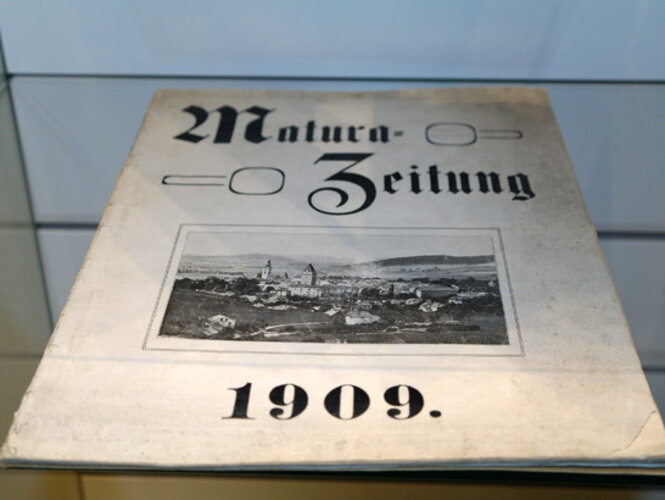 Matura-
Zeitung
1909.